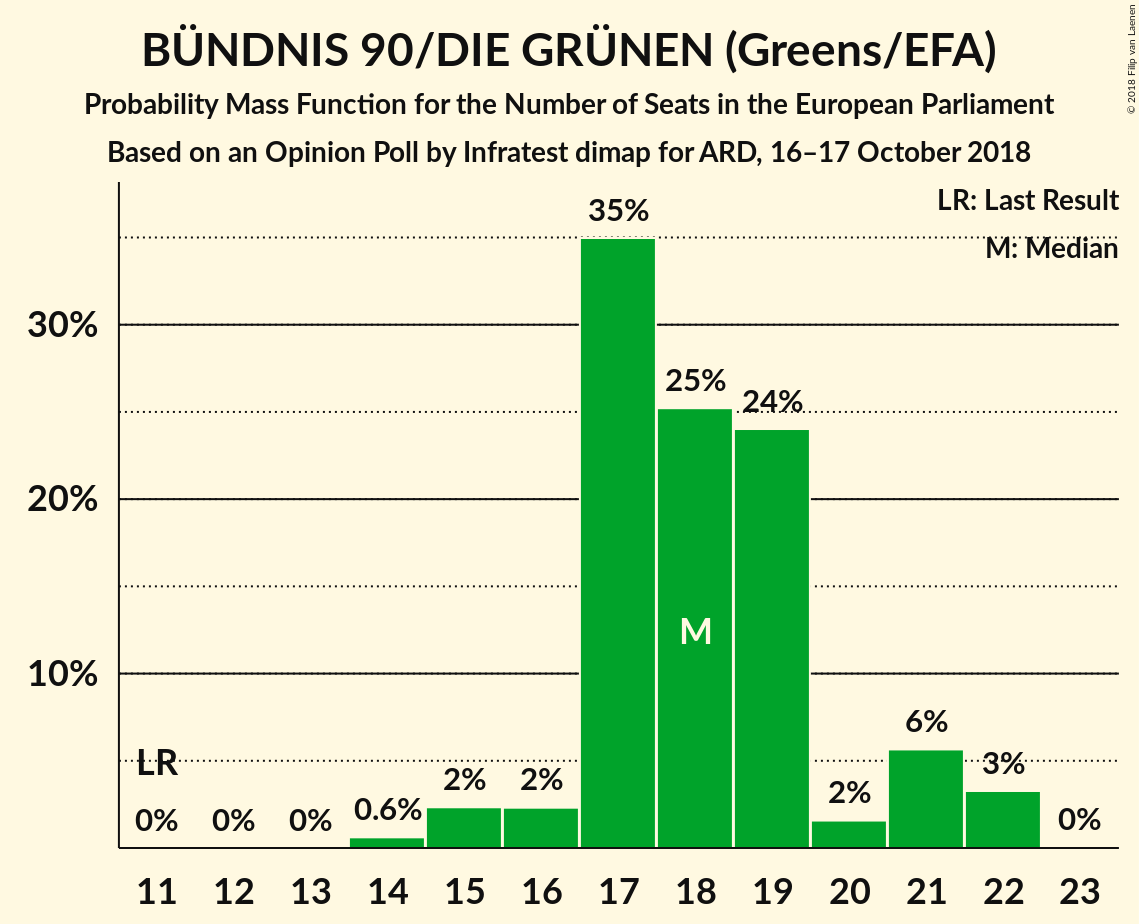 BÜNDNIS 90/DIE GRÜNEN (Greens/EFA)
Probability Mass Function for the Number of Seats in the European Parliament
Based on an Opinion Poll by Infratest dimap for ARD, 16–17 October 2018
© 2018 Filip van Laenen
LR: Last Result
M: Median
35%
30%
25%
24%
20%
M
10%
6%
LR
2%
2%
3%
0%
0%
0%
0.6%
2%
0%
11 12 13 14 15 16 17 18 19 20 21 22 23